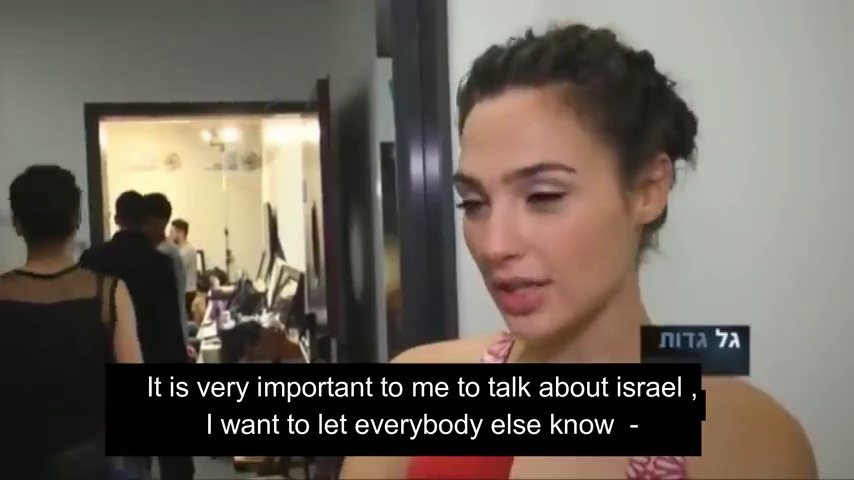 גל גדות
It is very important to me to talk about israel ,
I want to let everybody else know -